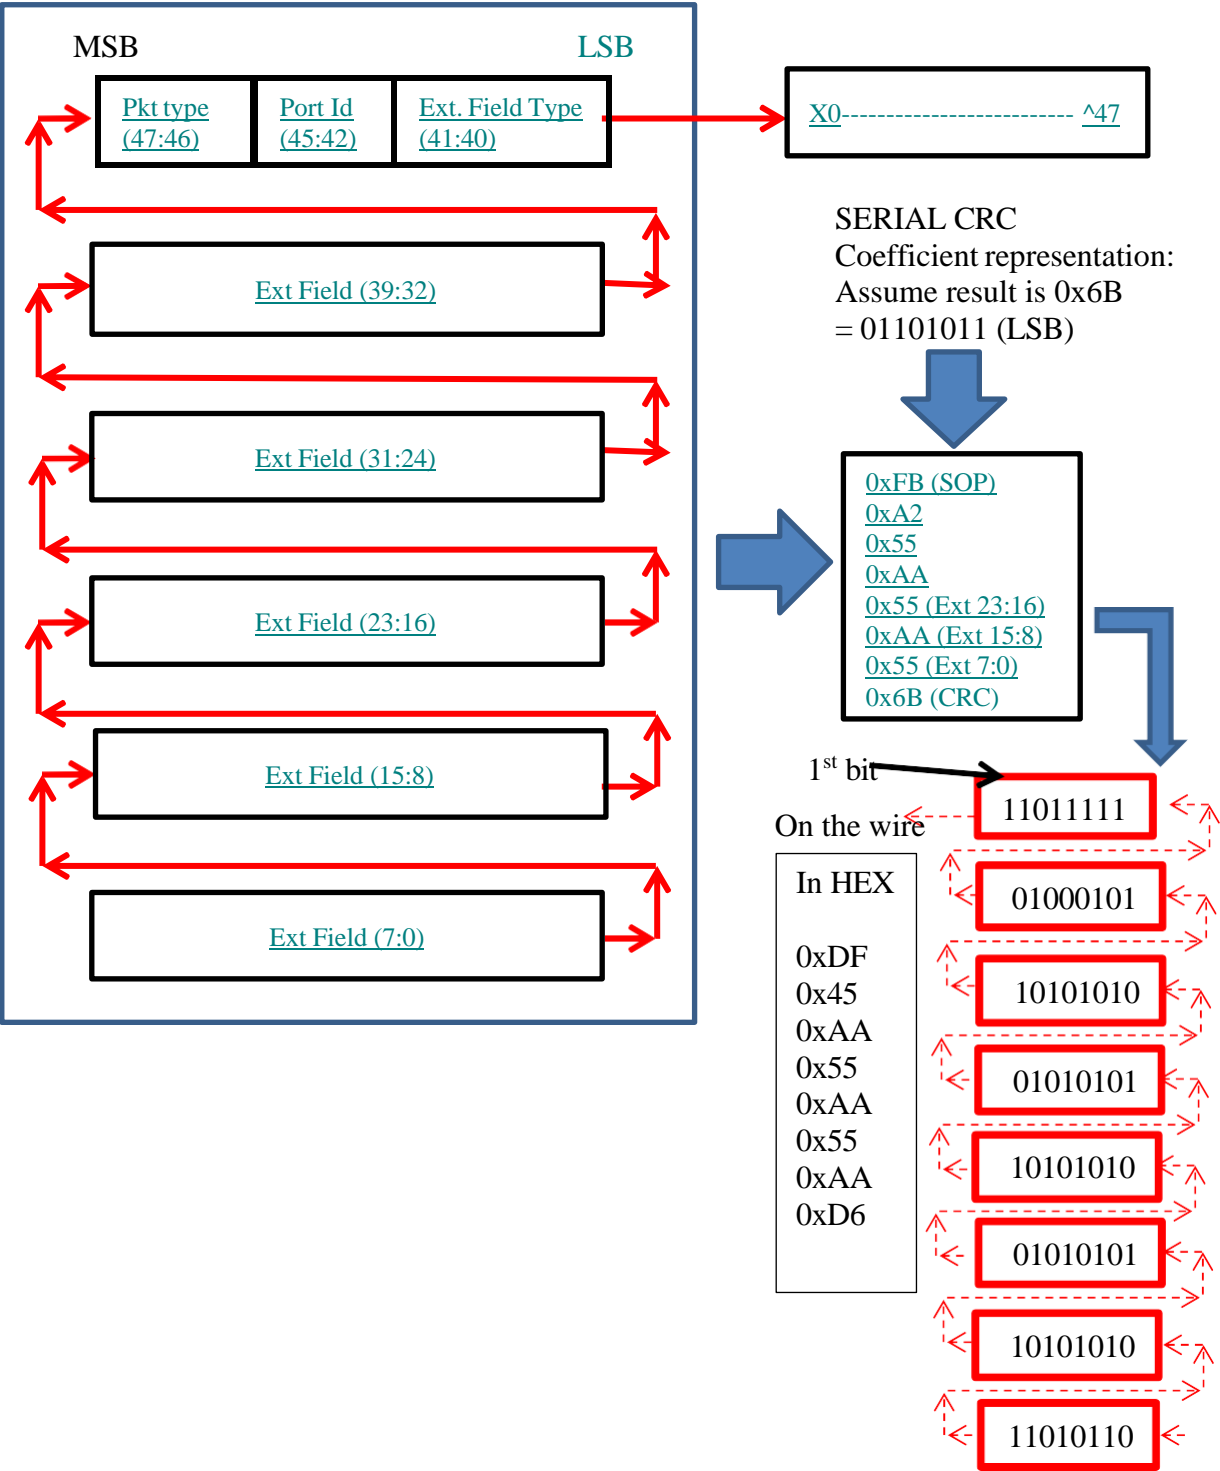 MSB
LSB
Pkt type
(47:46)
Port Id
(45:42)
Ext. Field Type
(41:40)
Ext Field (39:32)
Ext Field (31:24)
Ext Field (23:16)
Ext Field (15:8)
Ext Field (7:0)
X0-------------------------- ^47
SERIAL CRC
Coefficient representation:
Assume result is 0x6B
= 01101011 (LSB)
0xFB (SOP)
0xA2
0x55
0xAA
0x55 (Ext 23:16)
0xAA (Ext 15:8)
0x55 (Ext 7:0)
0x6B (CRC)
1st bit
On the wire
In HEX
0xDF
0x45
0xAA
0x55
0xAA
0x55
0xAA
0xD6
11011111
01000101
10101010
01010101
10101010
01010101
10101010
11010110